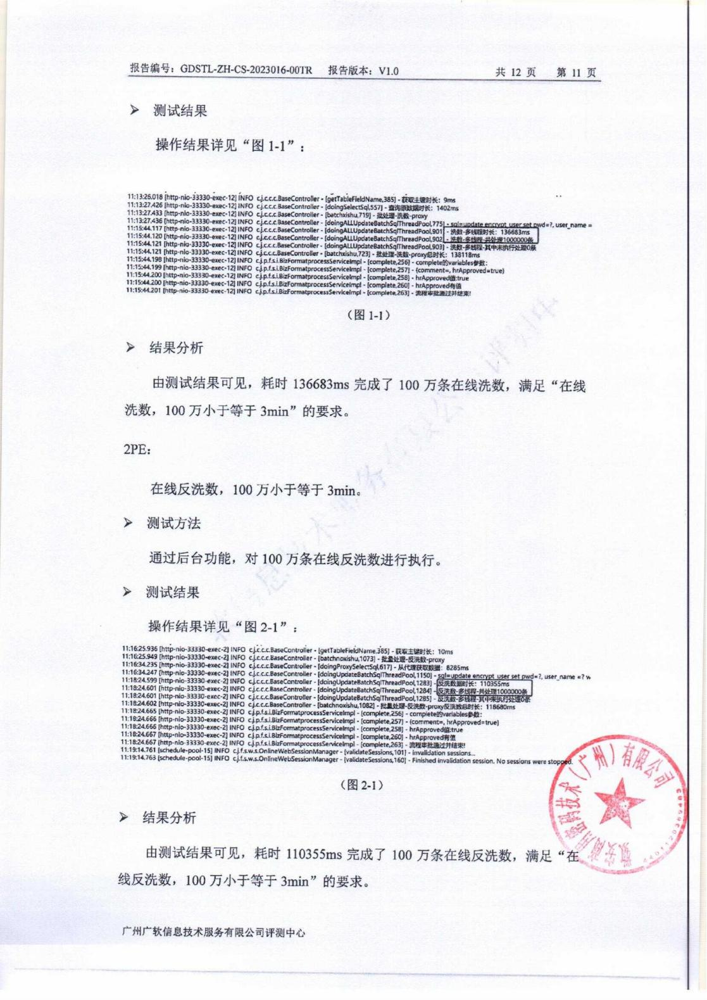 报告编号：GDSTL-ZH-CS-2023016-00TR 报告版本：V1.0 共 12 页 第 11 页
➢ 测试结果
操作结果详见“图 1-1”：
11:13:26.018 [http-nio-33330-exec-12] INFO c.j.c.c.c.BaseController - [getTableFieldName,385] - 获取主键时长：9ms
11:13:27.426 [http-nio-33330-exec-12] INFO c.j.c.c.c.BaseController - [doingSelectSql,557] - 查询原数据时长：1402ms
11:13:27.433 [http-nio-33330-exec-12] INFO c.j.c.c.c.BaseController - [batchxishu,719] - 批处理-洗数-proxy
11:13:27.436 [http-nio-33330-exec-12] INFO c.j.c.c.c.BaseController - [doingALLUpdateBatchSqlThreadPool,775] - sql=update encrypt_user set pwd=?, user_name =
11:15:44.117 [http-nio-33330-exec-12] INFO c.j.c.c.c.BaseController - [doingALLUpdateBatchSqlThreadPool,901] - 洗数-多线程时长：136683ms
11:15:44.120 [http-nio-33330-exec-12] INFO c.j.c.c.c.BaseController - [doingALLUpdateBatchSqlThreadPool,902] - 洗数-多线程-共处理1000000条
11:15:44.121 [http-nio-33330-exec-12] INFO c.j.c.c.c.BaseController - [doingALLUpdateBatchSqlThreadPool,903] - 洗数-多线程-其中未执行处理0条
11:15:44.121 [http-nio-33330-exec-12] INFO c.j.c.c.c.BaseController - [batchxishu,723] - 批处理-洗数-proxy总时长：138118ms
11:15:44.198 [http-nio-33330-exec-12] INFO c.j.p.f.s.i.BizFormatprocessServiceImpl - [complete,256] - complete的variables参数:
11:15:44.199 [http-nio-33330-exec-12] INFO c.j.p.f.s.i.BizFormatprocessServiceImpl - [complete,257] - {comment=, hrApproved=true}
11:15:44.200 [http-nio-33330-exec-12] INFO c.j.p.f.s.i.BizFormatprocessServiceImpl - [complete,258] - hrApproved值:true
11:15:44.200 [http-nio-33330-exec-12] INFO c.j.p.f.s.i.BizFormatprocessServiceImpl - [complete,260] - hrApproved有值
11:15:44.201 [http-nio-33330-exec-12] INFO c.j.p.f.s.i.BizFormatprocessServiceImpl - [complete,263] - 流程审批通过并结束!
（图 1-1）
➢ 结果分析
由测试结果可见，耗时 136683ms 完成了 100 万条在线洗数，满足“在线
洗数，100 万小于等于 3min”的要求。
2PE:
在线反洗数，100 万小于等于 3min。
➢ 测试方法
通过后台功能，对 100 万条在线反洗数进行执行。
➢ 测试结果
操作结果详见“图 2-1”：
11:16:25.936 [http-nio-33330-exec-2] INFO c.j.c.c.c.BaseController - [getTableFieldName,385] - 获取主键时长：10ms
11:16:25.949 [http-nio-33330-exec-2] INFO c.j.c.c.c.BaseController - [batchnoxishu,1073] - 批量处理-反洗数-proxy
11:16:34.235 [http-nio-33330-exec-2] INFO c.j.c.c.c.BaseController - [doingProxySelectSql,617] - 从代理获取数据：8285ms
11:16:34.247 [http-nio-33330-exec-2] INFO c.j.c.c.c.BaseController - [doingUpdateBatchSqlThreadPool,1150] - sql=update encrypt_user set pwd=?, user_name =? w
11:18:24.599 [http-nio-33330-exec-2] INFO c.j.c.c.c.BaseController - [doingUpdateBatchSqlThreadPool,1283] - 反洗数据时长：110355ms
11:18:24.601 [http-nio-33330-exec-2] INFO c.j.c.c.c.BaseController - [doingUpdateBatchSqlThreadPool,1284] - 反洗数-多线程-共处理1000000条
11:18:24.601 [http-nio-33330-exec-2] INFO c.j.c.c.c.BaseController - [doingUpdateBatchSqlThreadPool,1285] - 反洗数-多线程-其中未执行处理0条
11:18:24.602 [http-nio-33330-exec-2] INFO c.j.c.c.c.BaseController - [batchnoxishu,1082] - 批量处理-反洗数-proxy反洗数总时长：118680ms
11:18:24.665 [http-nio-33330-exec-2] INFO c.j.p.f.s.i.BizFormatprocessServiceImpl - [complete,256] - complete的variables参数:
11:18:24.666 [http-nio-33330-exec-2] INFO c.j.p.f.s.i.BizFormatprocessServiceImpl - [complete,257] - {comment=, hrApproved=true}
11:18:24.666 [http-nio-33330-exec-2] INFO c.j.p.f.s.i.BizFormatprocessServiceImpl - [complete,258] - hrApproved值:true
11:18:24.667 [http-nio-33330-exec-2] INFO c.j.p.f.s.i.BizFormatprocessServiceImpl - [complete,260] - hrApproved有值
11:18:24.667 [http-nio-33330-exec-2] INFO c.j.p.f.s.i.BizFormatprocessServiceImpl - [complete,263] - 流程审批通过并结束!
11:19:14.761 [schedule-pool-15] INFO c.j.f.s.w.s.OnlineWebSessionManager - [validateSessions,101] - invalidation sessions...
11:19:14.763 [schedule-pool-15] INFO c.j.f.s.w.s.OnlineWebSessionManager - [validateSessions,160] - Finished invalidation session. No sessions were stopped.
（图 2-1）
➢ 结果分析
由测试结果可见，耗时 110355ms 完成了 100 万条在线反洗数，满足“在
线反洗数，100 万小于等于 3min”的要求。
商用密码技术（广州）有限公司
广州广软信息技术服务有限公司评测中心